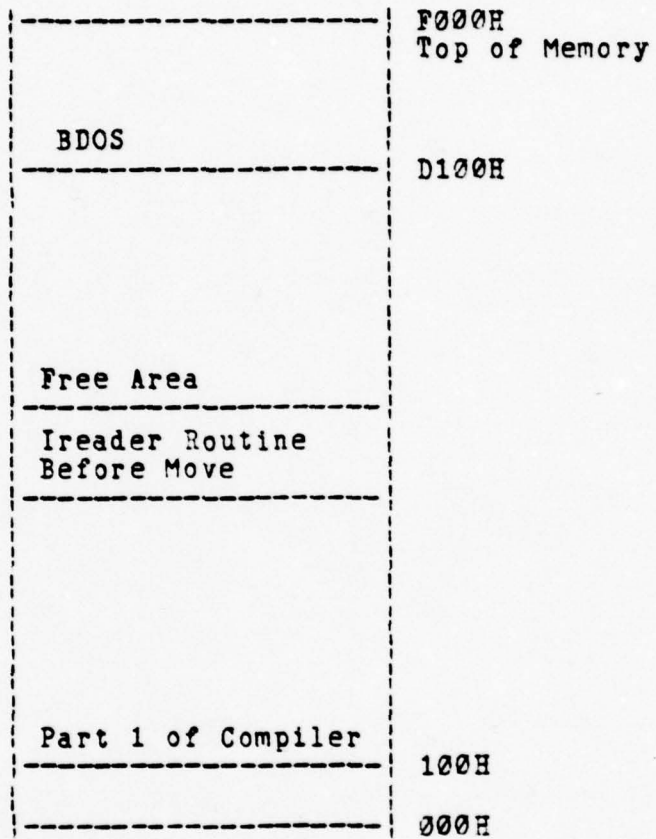 F000H
Top of Memory
BDOS
D100H
Free Area
Ireader Routine
Before Move
Part 1 of Compiler
100H
000H